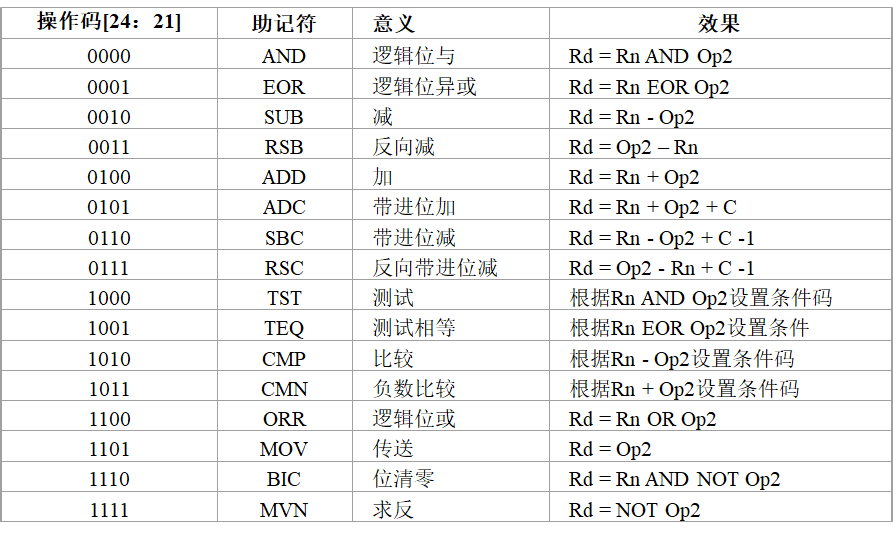 操作码[24：21] 助记符 意义 效果
0000 AND 逻辑位与 Rd = Rn AND Op2
0001 EOR 逻辑位异或 Rd = Rn EOR Op2
0010 SUB 减 Rd = Rn - Op2
0011 RSB 反向减 Rd = Op2 – Rn
0100 ADD 加 Rd = Rn + Op2
0101 ADC 带进位加 Rd = Rn + Op2 + C
0110 SBC 带进位减 Rd = Rn - Op2 + C -1
0111 RSC 反向带进位减 Rd = Op2 - Rn + C -1
1000 TST 测试 根据Rn AND Op2设置条件码
1001 TEQ 测试相等 根据Rn EOR Op2设置条件
1010 CMP 比较 根据Rn - Op2设置条件码
1011 CMN 负数比较 根据Rn + Op2设置条件码
1100 ORR 逻辑位或 Rd = Rn OR Op2
1101 MOV 传送 Rd = Op2
1110 BIC 位清零 Rd = Rn AND NOT Op2
1111 MVN 求反 Rd = NOT Op2